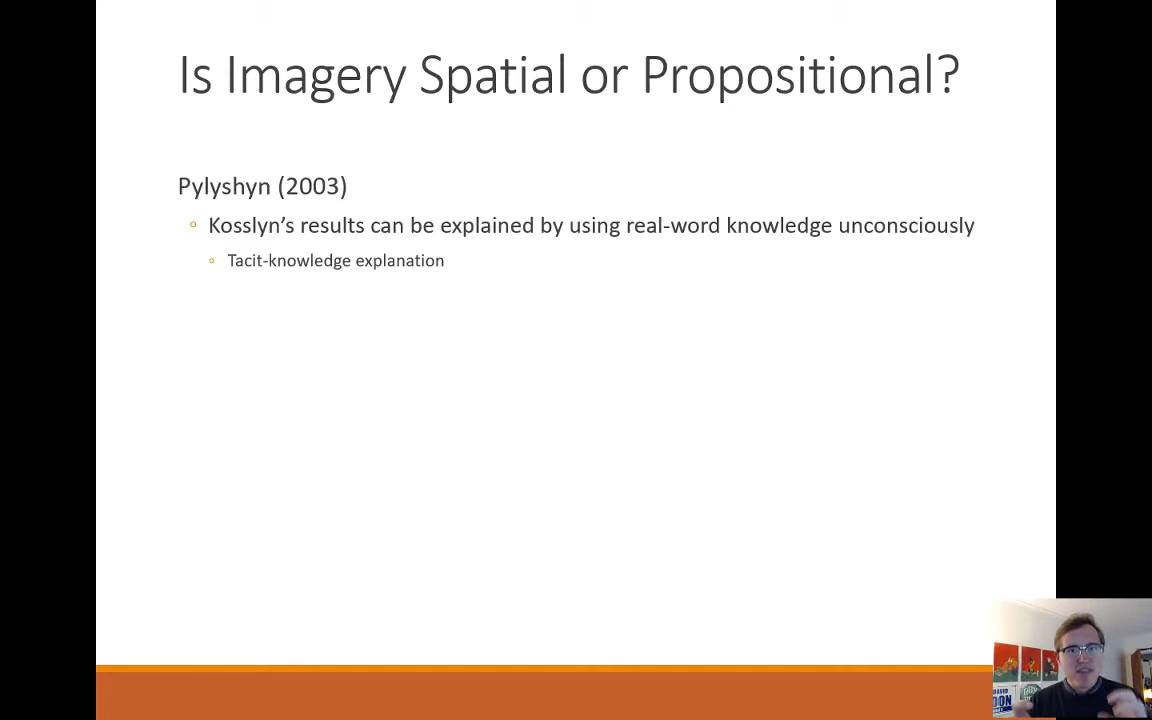 Is Imagery Spatial or Propositional?
Pylyshyn (2003)
Kosslyn’s results can be explained by using real-word knowledge unconsciously
Tacit-knowledge explanation
DAVID